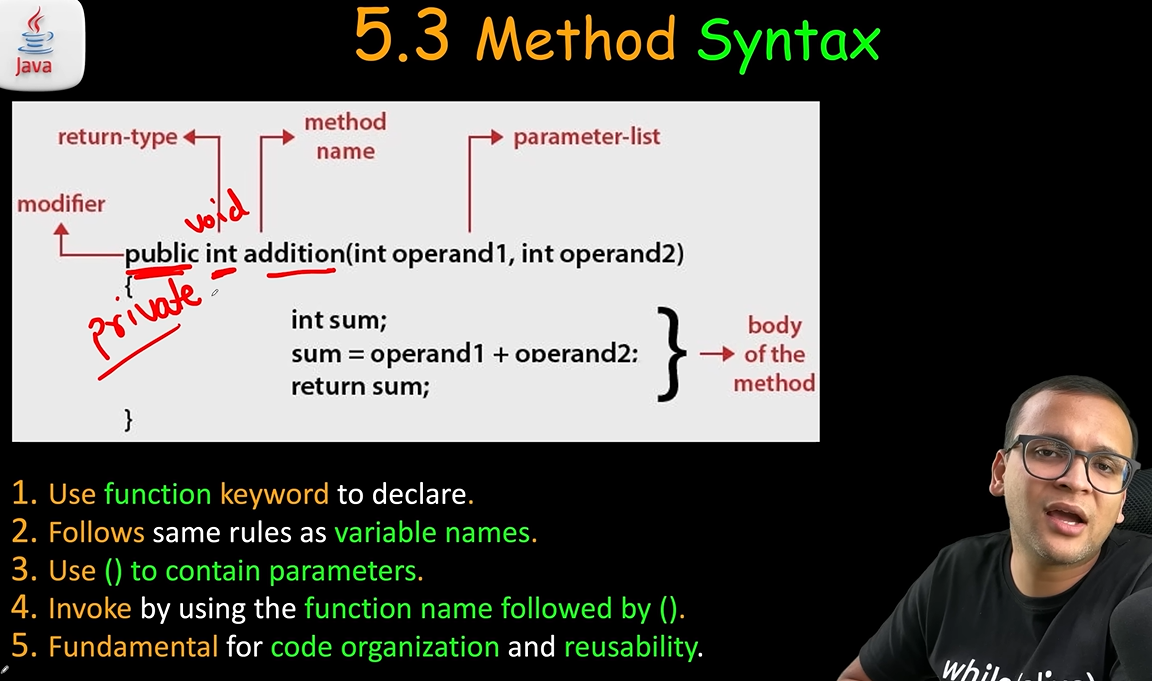 Java
5.3 Method Syntax
return-type
method
name
parameter-list
modifier
void
public int addition(int operand1, int operand2)
{
private
int sum;
sum = operand1 + operand2;
return sum;
}
}
body
of the
method
1. Use function keyword to declare.
2. Follows same rules as variable names.
3. Use () to contain parameters.
4. Invoke by using the function name followed by ().
5. Fundamental for code organization and reusability.